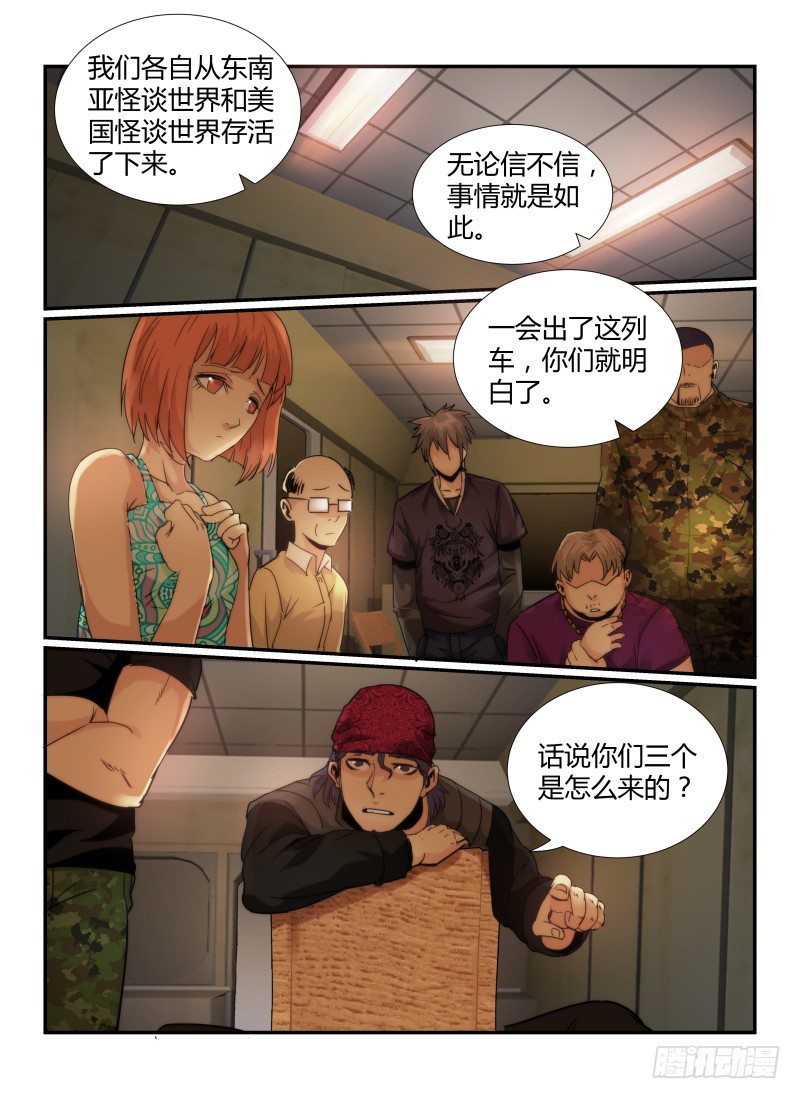 我们各自从东南
亚怪谈世界和美
国怪谈世界存活
了下来。
无论信不信，
事情就是如
此。
一会出了这列
车，你们就明
白了。
话说你们三个
是怎么来的？
腾讯动漫